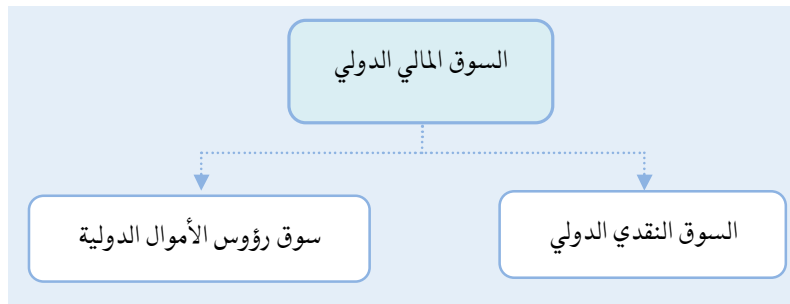 السوق المالي الدولي
السوق النقدي الدولي
سوق رؤوس الأموال الدولية